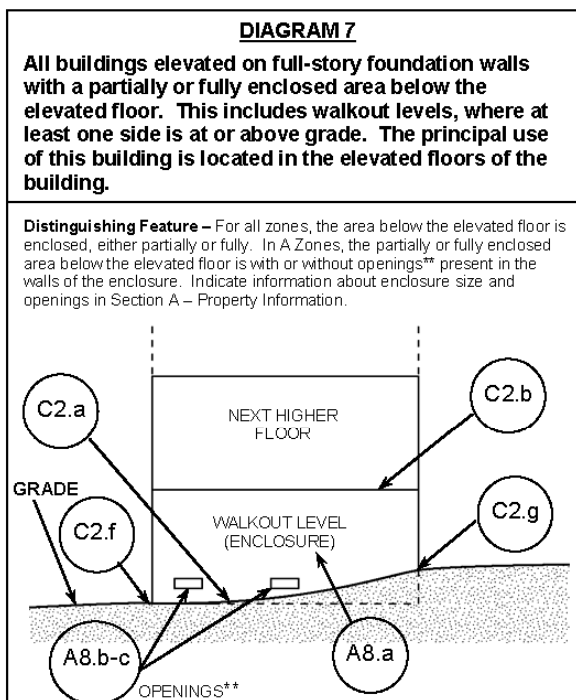 DIAGRAM 7
All buildings elevated on full-story foundation walls
with a partially or fully enclosed area below the
elevated floor. This includes walkout levels, where at
least one side is at or above grade. The principal use
of this building is located in the elevated floors of the
building.
Distinguishing Feature – For all zones, the area below the elevated floor is
enclosed, either partially or fully. In A Zones, the partially or fully enclosed
area below the elevated floor is with or without openings** present in the
walls of the enclosure. Indicate information about enclosure size and
openings in Section A – Property Information.
C2.a
C2.b
NEXT HIGHER
FLOOR
GRADE
C2.f
WALKOUT LEVEL
(ENCLOSURE)
C2.g
A8.b-c
A8.a
OPENINGS**